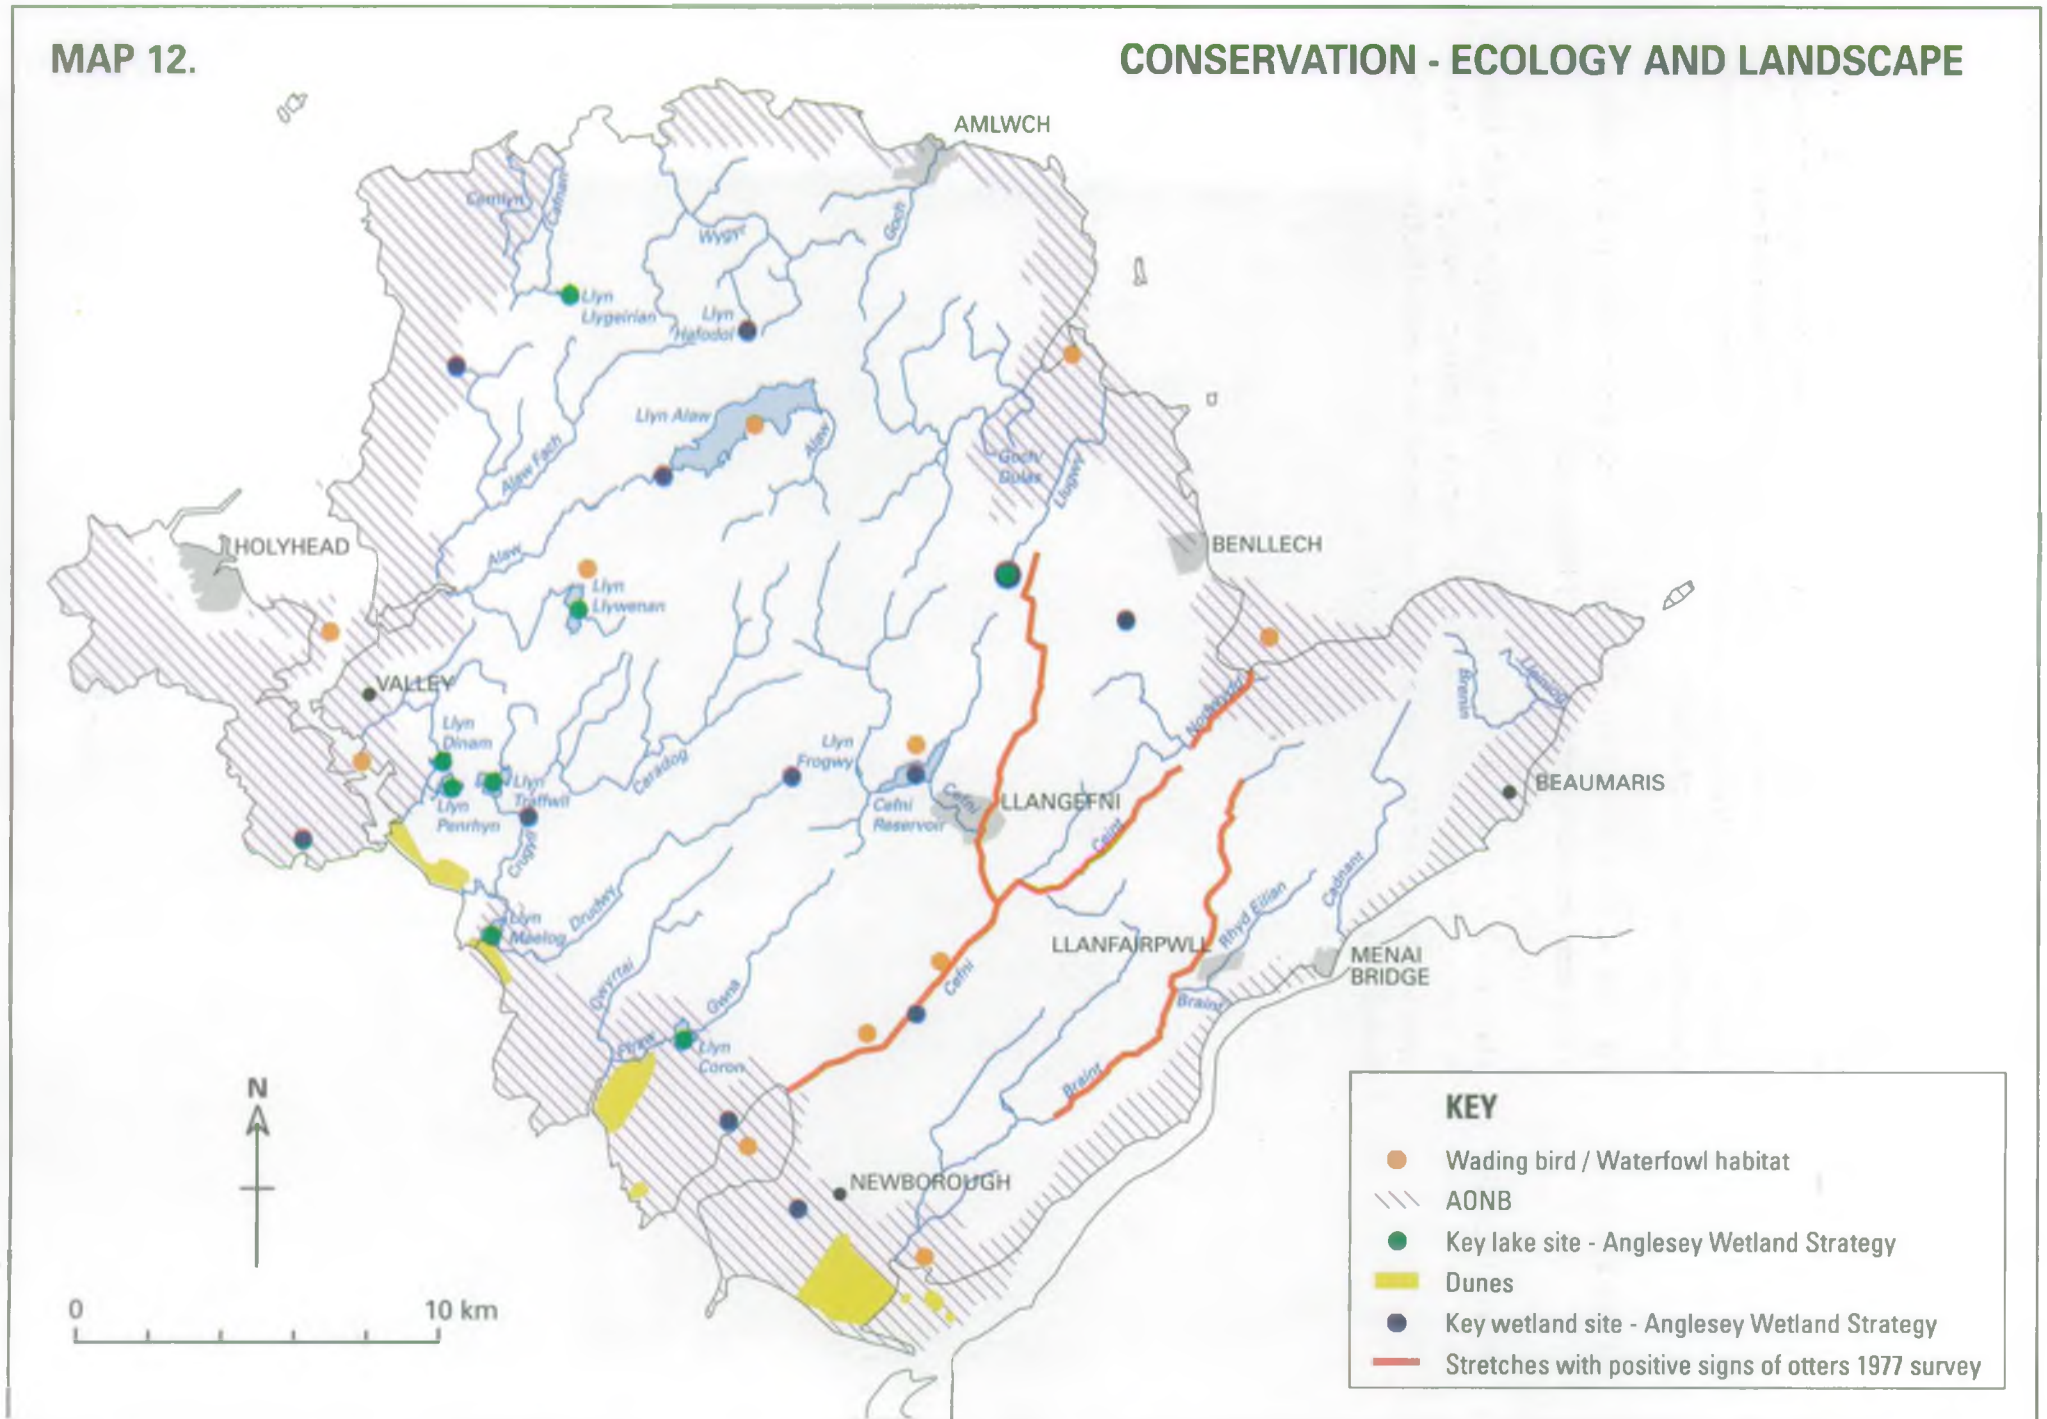 MAP 12.
CONSERVATION - ECOLOGY AND LANDSCAPE
AMLWCH
Cemlyn
Cafnan
Wygyr
Goch
Llyn
Llygeirian
Llyn
Hafodol
Llyn Alaw
Alaw
Alaw Fach
Goch/
Dulas
Llugwy
HOLYHEAD
Alaw
BENLLECH
Llyn
Llywenan
VALLEY
Llyn
Dinam
Nodwydd
Brenin
Lleiniog
Llyn
Frogwy
Caradog
Llyn
Traffwll
Llyn
Penrhyn
Cefni
Reservoir
Cefni
LLANGEFNI
BEAUMARIS
Crugyll
Ceint
Cadnant
Drudwy
Llyn
Maelog
Rhyd Eilian
LLANFAIRPWLL
MENAI
BRIDGE
Gwyrfai
Gwna
Cefni
Braint
Ffraw
Llyn
Coron
Braint
N
NEWBOROUGH
0
10 km
KEY
Wading bird / Waterfowl habitat
AONB
Key lake site - Anglesey Wetland Strategy
Dunes
Key wetland site - Anglesey Wetland Strategy
Stretches with positive signs of otters 1977 survey